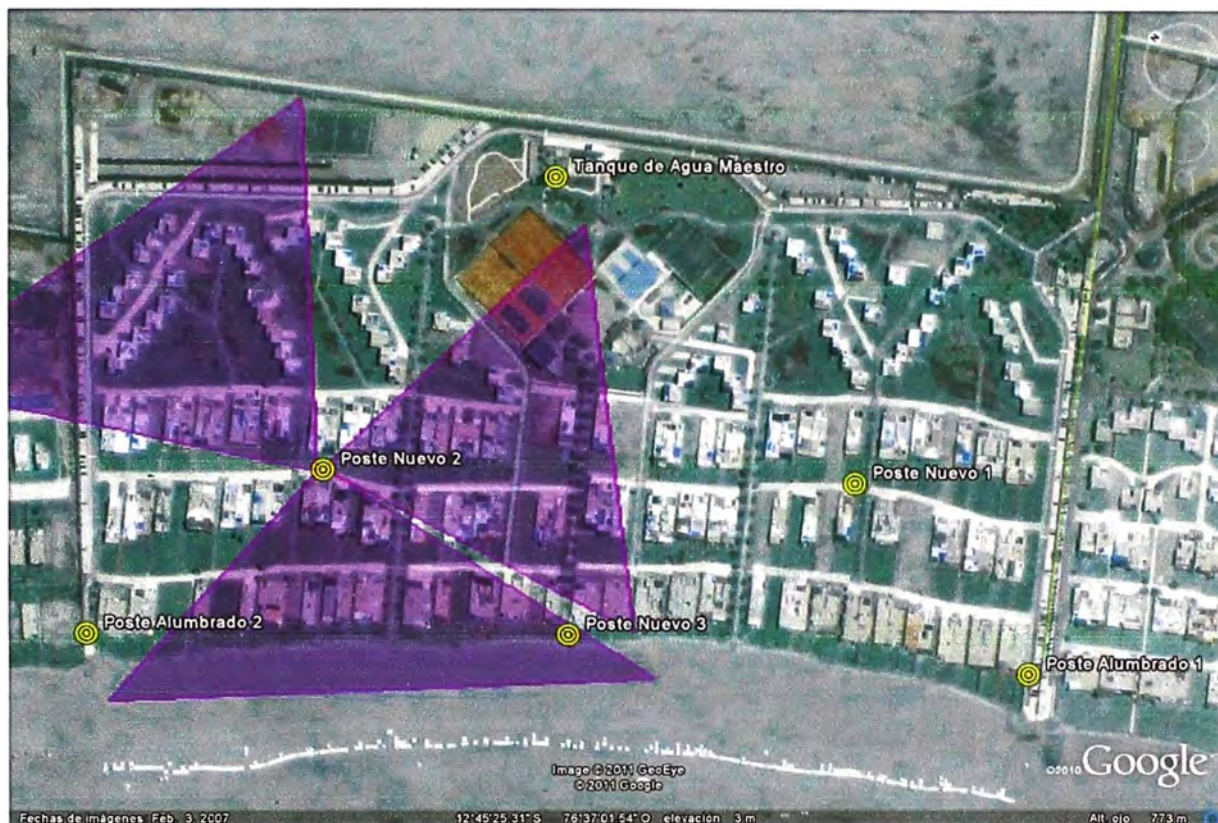 Tanque de Agua Maestro
Poste Nuevo 2
Poste Nuevo 1
Poste Alumbrado 2
Poste Nuevo 3
Poste Alumbrado 1
©2010 Google
Image © 2011 GeoEye
© 2011 Google
Fechas de imágenes: Feb. 3, 2007 12°45'25.31" S 76°37'01.54" O elevación 3 m Alt. ojo 773 m